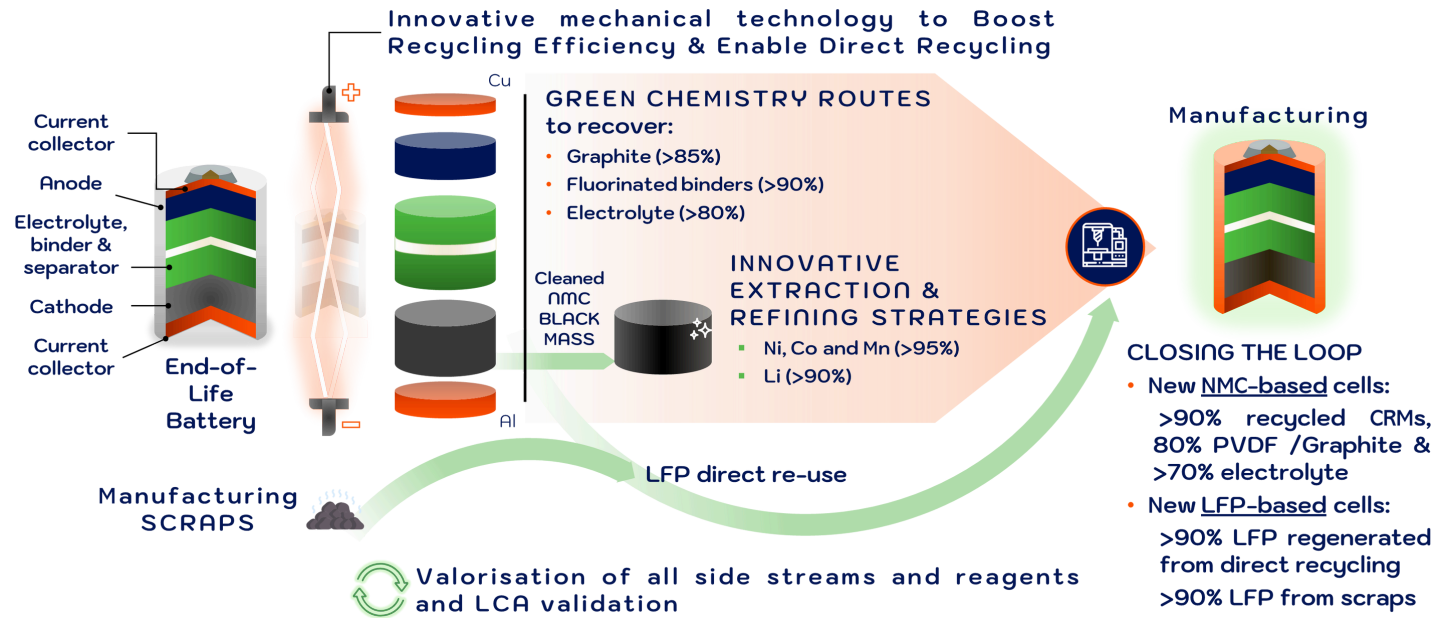 Innovative mechanical technology to Boost
Recycling Efficiency & Enable Direct Recycling
Current
collector
Anode
Electrolyte,
binder &
separator
Cathode
Current
collector
End-of-
Life
Battery
Cu
Al
GREEN CHEMISTRY ROUTES
to recover:
• Graphite (>85%)
• Fluorinated binders (>90%)
• Electrolyte (>80%)
Cleaned
NMC
BLACK
MASS
INNOVATIVE
EXTRACTION &
REFINING STRATEGIES
▪ Ni, Co and Mn (>95%)
▪ Li (>90%)
Manufacturing
CLOSING THE LOOP
• New NMC-based cells:
>90% recycled CRMs,
80% PVDF /Graphite &
>70% electrolyte
• New LFP-based cells:
>90% LFP regenerated
from direct recycling
>90% LFP from scraps
LFP direct re-use
Manufacturing
SCRAPS
Valorisation of all side streams and reagents
and LCA validation